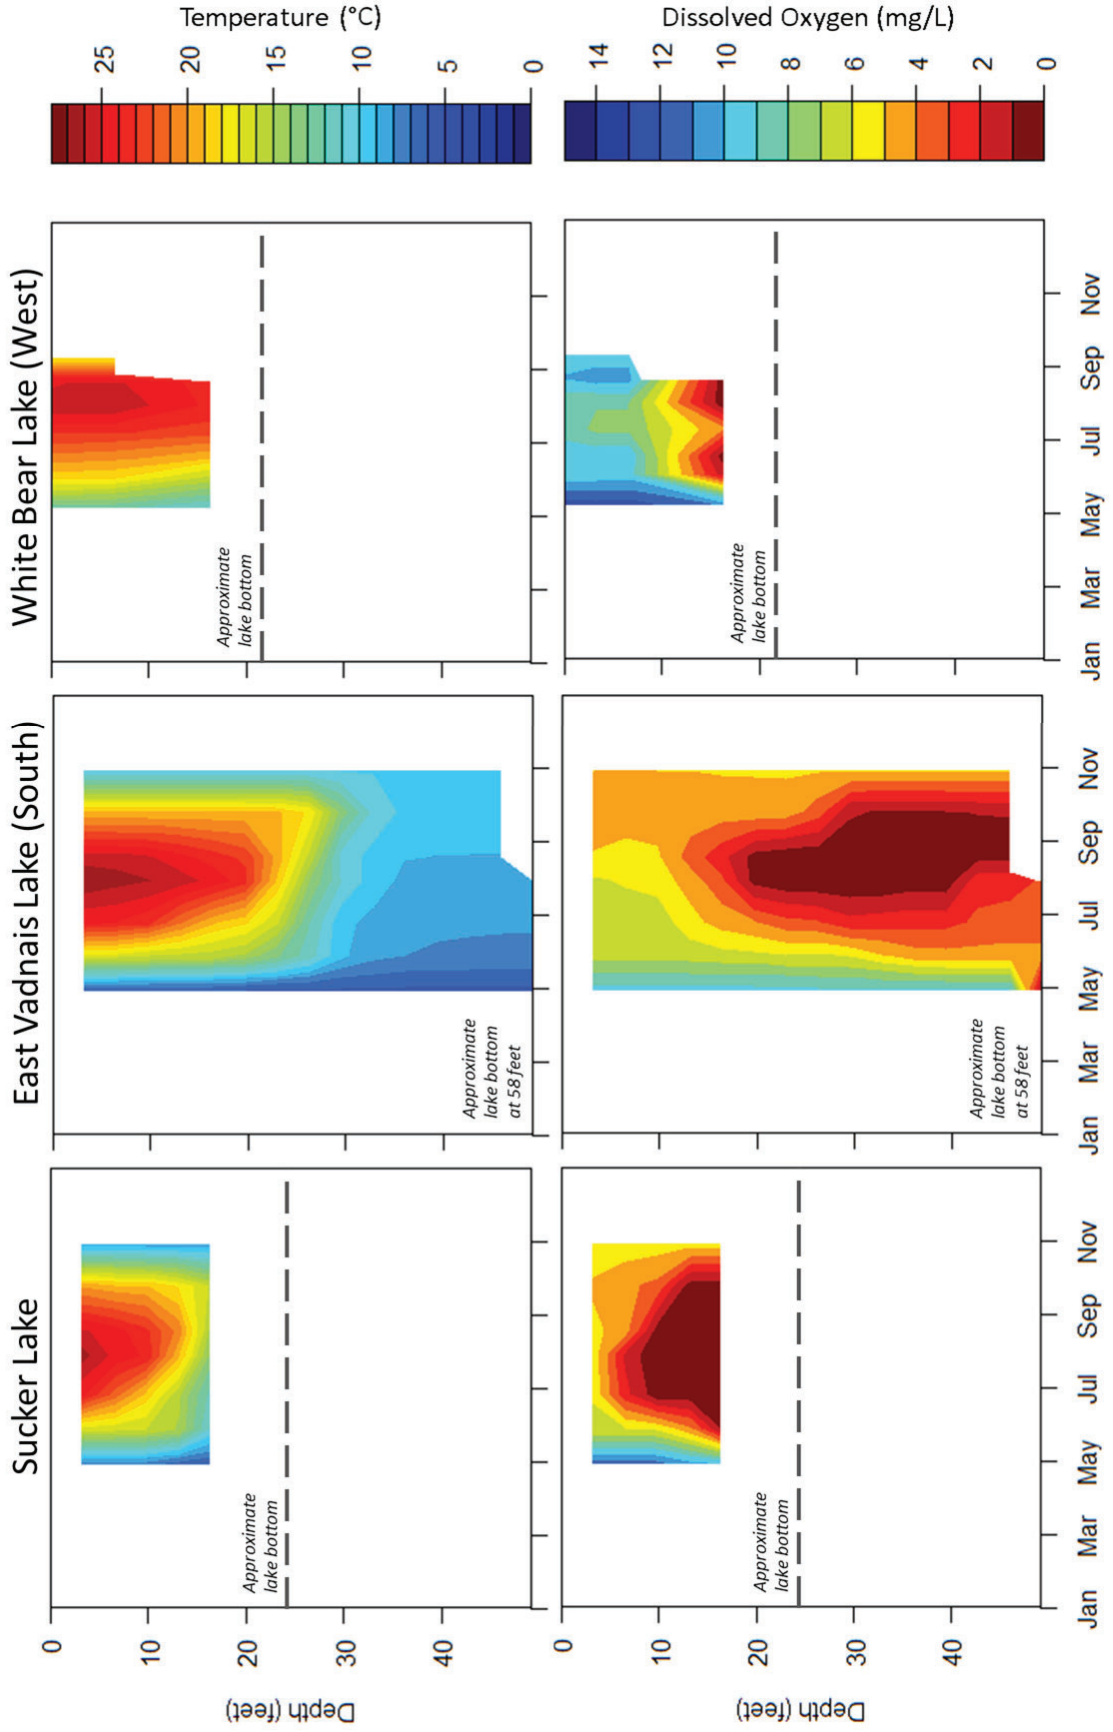 Sucker Lake
East Vadnais Lake (South)
White Bear Lake (West)
Depth (feet)
0
10
20
30
40
Approximate
lake bottom
Approximate
lake bottom
at 58 feet
Approximate
lake bottom
Temperature (°C)
25
20
15
10
5
0
Depth (feet)
0
10
20
30
40
Approximate
lake bottom
Approximate
lake bottom
at 58 feet
Approximate
lake bottom
Dissolved Oxygen (mg/L)
14
12
10
8
6
4
2
0
Jan Mar May Jul Sep Nov
Jan Mar May Jul Sep Nov
Jan Mar May Jul Sep Nov